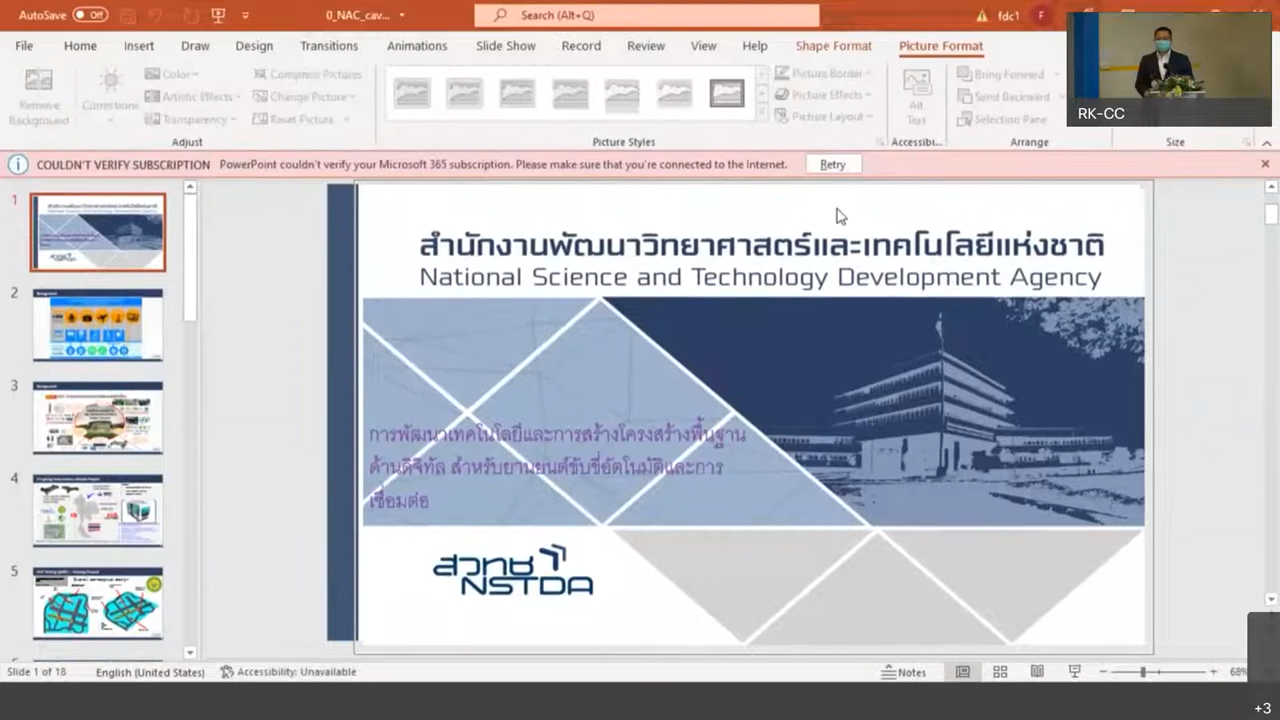 AutoSave Off 0_NAC_cav... Search (Alt+Q) fdc1 F
File Home Insert Draw Design Transitions Animations Slide Show Record Review View Help Shape Format Picture Format
Remove Background
Corrections
Color
Artistic Effects
Transparency
Compress Pictures
Change Picture
Reset Picture
Picture Border
Picture Effects
Picture Layout
Alt Text
Bring Forward
Send Backward
Selection Pane
RK-CC
Adjust Picture Styles Accessibi... Arrange Size
COULDN'T VERIFY SUBSCRIPTION PowerPoint couldn't verify your Microsoft 365 subscription. Please make sure that you're connected to the Internet. Retry
1
2
3
4
5
สำนักงานพัฒนาวิทยาศาสตร์และเทคโนโลยีแห่งชาติ
National Science and Technology Development Agency
การพัฒนาเทคโนโลยีและการสร้างโครงสร้างพื้นฐาน
ด้านดิจิทัล สำหรับยานยนต์ขับขี่อัตโนมัติและการ
เชื่อมต่อ
สวทช
NSTDA
Slide 1 of 18 English (United States) Accessibility: Unavailable Notes 68%
+3